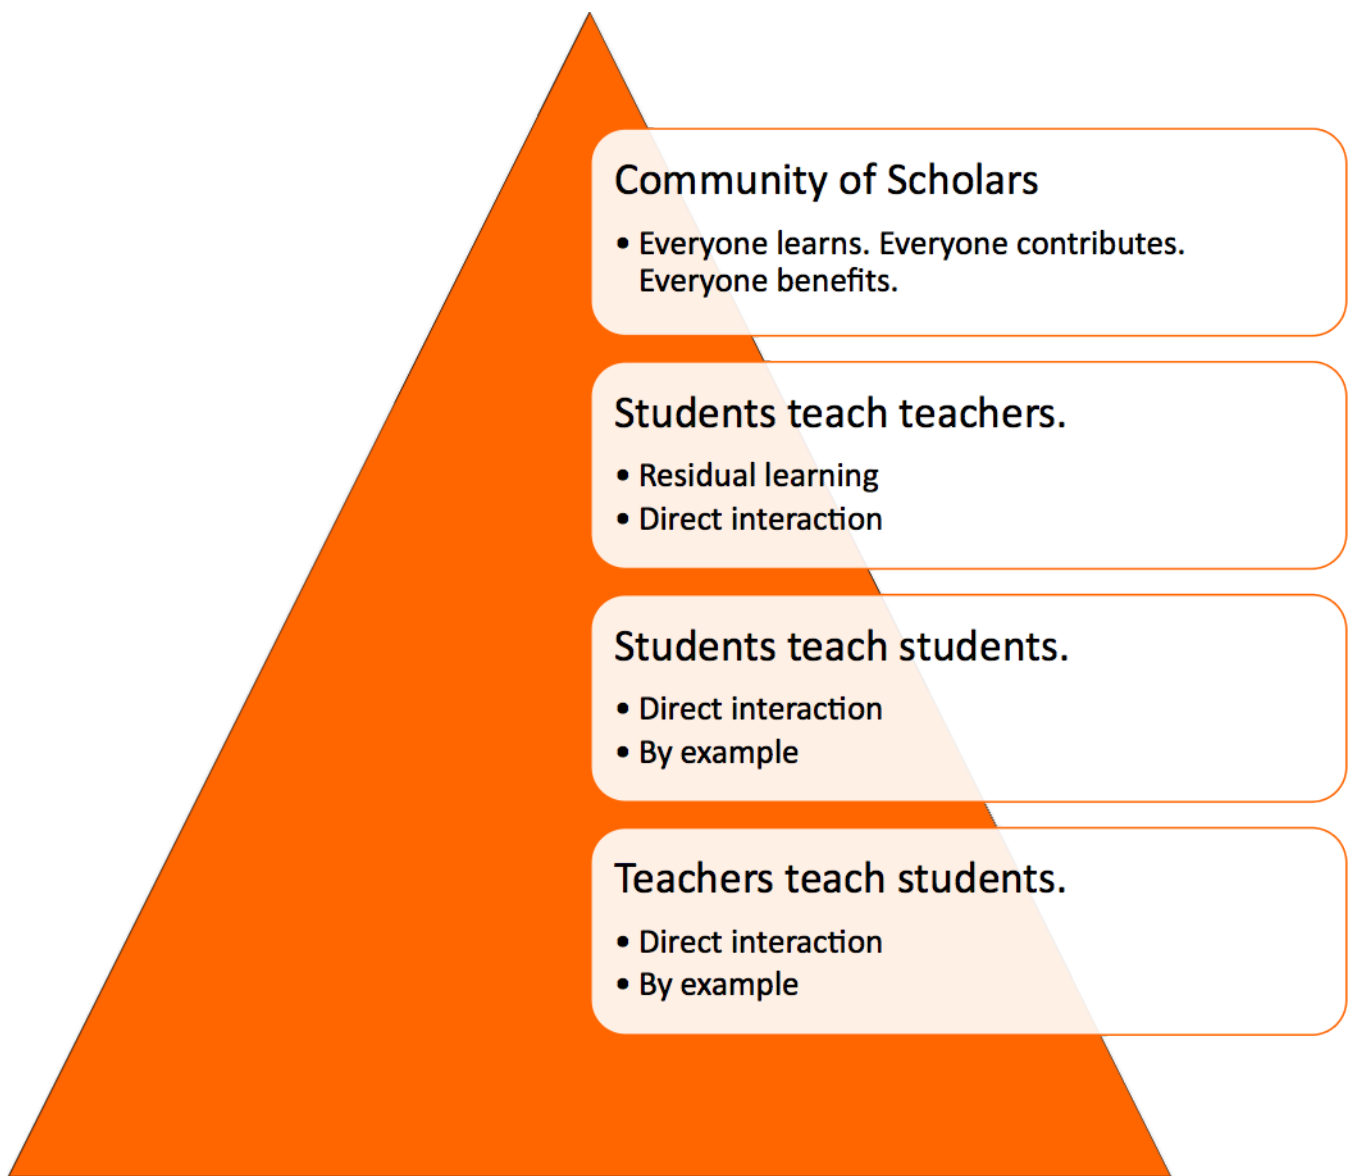 Community of Scholars
• Everyone learns. Everyone contributes.
Everyone benefits.
Students teach teachers.
• Residual learning
• Direct interaction
Students teach students.
• Direct interaction
• By example
Teachers teach students.
• Direct interaction
• By example